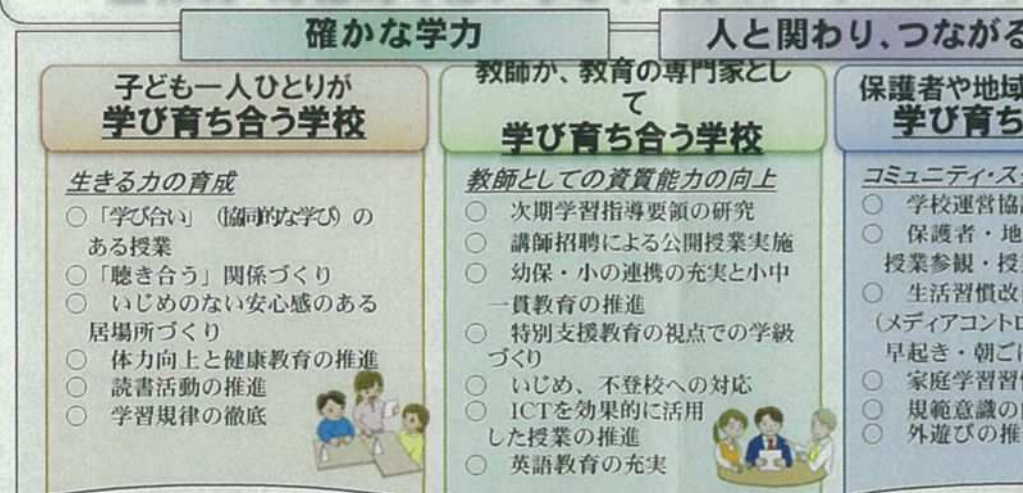 確かな学力
人と関わり、つながる
子ども一人ひとりが
学び育ち合う学校
生きる力の育成
○「学び合い」（協同的な学び）の
ある授業
○「聴き合う」関係づくり
○ いじめのない安心感のある
居場所づくり
○ 体力向上と健康教育の推進
○ 読書活動の推進
○ 学習規律の徹底
教師が、教育の専門家とし
て
学び育ち合う学校
教師としての資質能力の向上
○ 次期学習指導要領の研究
○ 講師招聘による公開授業実施
○ 幼保・小の連携の充実と小中
一貫教育の推進
○ 特別支援教育の視点での学級
づくり
○ いじめ、不登校への対応
○ ICTを効果的に活用
した授業の推進
○ 英語教育の充実
保護者や地域
学び育ち
コミュニティ・ス
○ 学校運営協
○ 保護者・地
授業参観・授
○ 生活習慣改
（メディアコントロ
早起き・朝ご
○ 家庭学習習
○ 規範意識の
○ 外遊びの推